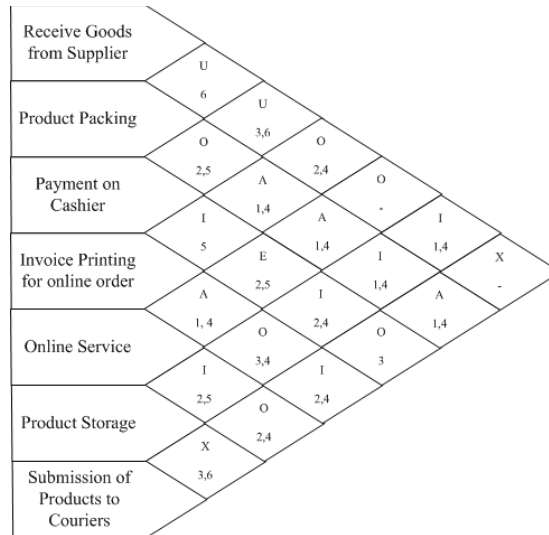 Receive Goods
from Supplier
Product Packing
Payment on
Cashier
Invoice Printing
for online order
Online Service
Product Storage
Submission of
Products to
Couriers
U
6
O
2,5
I
5
A
1, 4
I
2,5
X
3,6
U
3,6
A
1,4
E
2,5
O
3,4
O
2,4
O
2,4
A
1,4
I
2,4
I
2,4
O
-
I
1,4
O
3
I
1,4
A
1,4
X
-